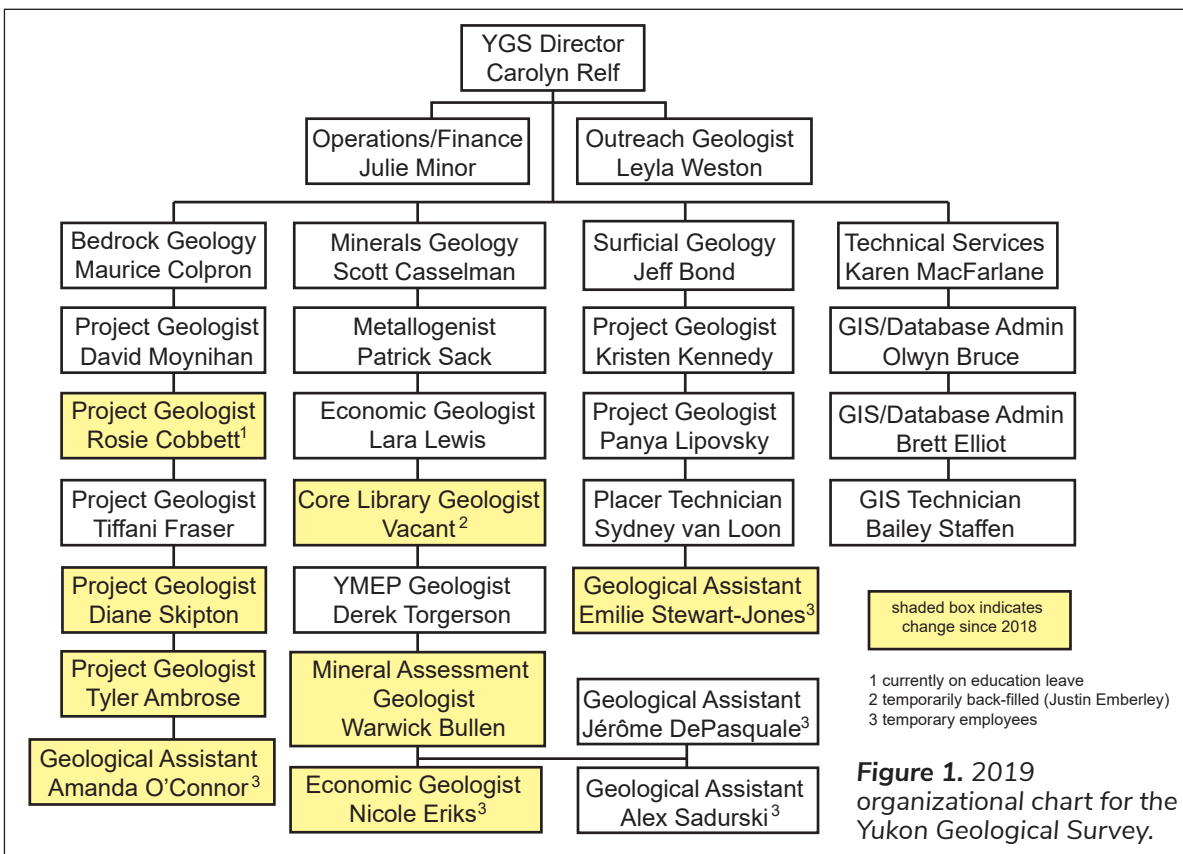 YGS Director
Carolyn Relf
Operations/Finance
Julie Minor
Outreach Geologist
Leyla Weston
Bedrock Geology
Maurice Colpron
Project Geologist
David Moynihan
Project Geologist
Rosie Cobbett¹
Project Geologist
Tiffani Fraser
Project Geologist
Diane Skipton
Project Geologist
Tyler Ambrose
Geological Assistant
Amanda O'Connor³
Minerals Geology
Scott Casselman
Metallogenist
Patrick Sack
Economic Geologist
Lara Lewis
Core Library Geologist
Vacant²
YMEP Geologist
Derek Torgerson
Mineral Assessment
Geologist
Warwick Bullen
Economic Geologist
Nicole Eriks³
Geological Assistant
Jérôme DePasquale³
Geological Assistant
Alex Sadurski³
Surficial Geology
Jeff Bond
Project Geologist
Kristen Kennedy
Project Geologist
Panya Lipovsky
Placer Technician
Sydney van Loon
Geological Assistant
Emilie Stewart-Jones³
Technical Services
Karen MacFarlane
GIS/Database Admin
Olwyn Bruce
GIS/Database Admin
Brett Elliot
GIS Technician
Bailey Staffen
shaded box indicates
change since 2018
1 currently on education leave
2 temporarily back-filled (Justin Emberley)
3 temporary employees
Figure 1. 2019
organizational chart for the
Yukon Geological Survey.